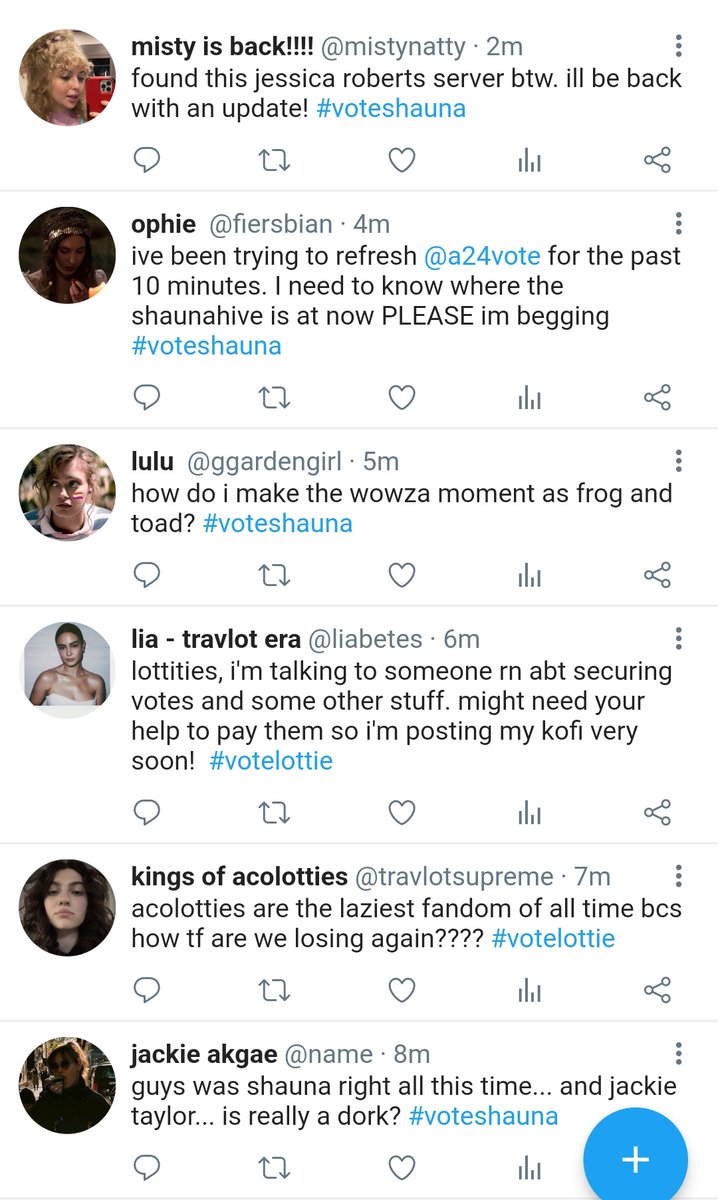 misty is back!!!! @mistynatty · 2m
found this jessica roberts server btw. ill be back
with an update! #voteshauna
ophie @fiersbian · 4m
ive been trying to refresh @a24vote for the past
10 minutes. I need to know where the
shaunahive is at now PLEASE im begging
#voteshauna
lulu @ggardengirl · 5m
how do i make the wowza moment as frog and
toad? #voteshauna
lia - travlot era @liabetes · 6m
lottities, i'm talking to someone rn abt securing
votes and some other stuff. might need your
help to pay them so i'm posting my kofi very
soon! #votelottie
kings of acolotties @travlotsupreme · 7m
acolotties are the laziest fandom of all time bcs
how tf are we losing again???? #votelottie
jackie akgae @name · 8m
guys was shauna right all this time... and jackie
taylor... is really a dork? #voteshauna